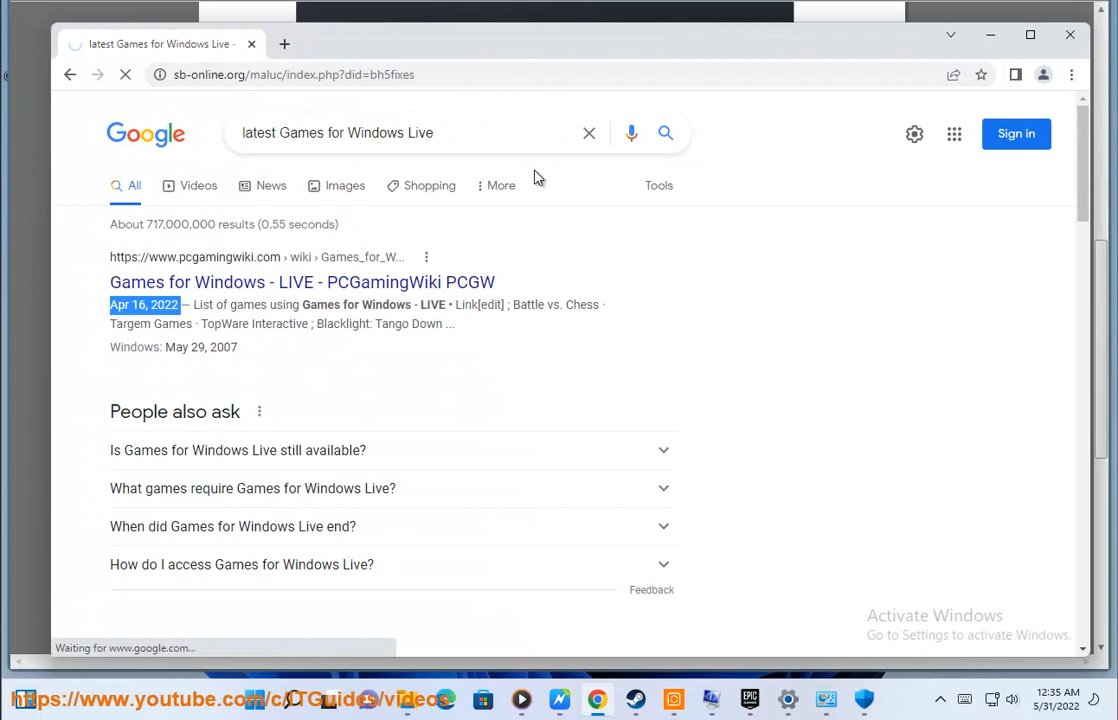 latest Games for Windows Live -
sb-online.org/maluc/index.php?did=bh5fixes
Google
latest Games for Windows Live
Sign in
All
Videos
News
Images
Shopping
More
Tools
About 717,000,000 results (0.55 seconds)
https://www.pcgamingwiki.com › wiki › Games_for_W...
Games for Windows - LIVE - PCGamingWiki PCGW
Apr 16, 2022 — List of games using Games for Windows - LIVE • Link[edit] ; Battle vs. Chess ·
Targem Games · TopWare Interactive ; Blacklight: Tango Down ...
Windows: May 29, 2007
People also ask
Is Games for Windows Live still available?
What games require Games for Windows Live?
When did Games for Windows Live end?
How do I access Games for Windows Live?
Feedback
Activate Windows
Go to Settings to activate Windows.
Waiting for www.google.com...
https://www.youtube.com/c/ITGuides/videos
EPIC
GAMES
12:35 AM
5/31/2022